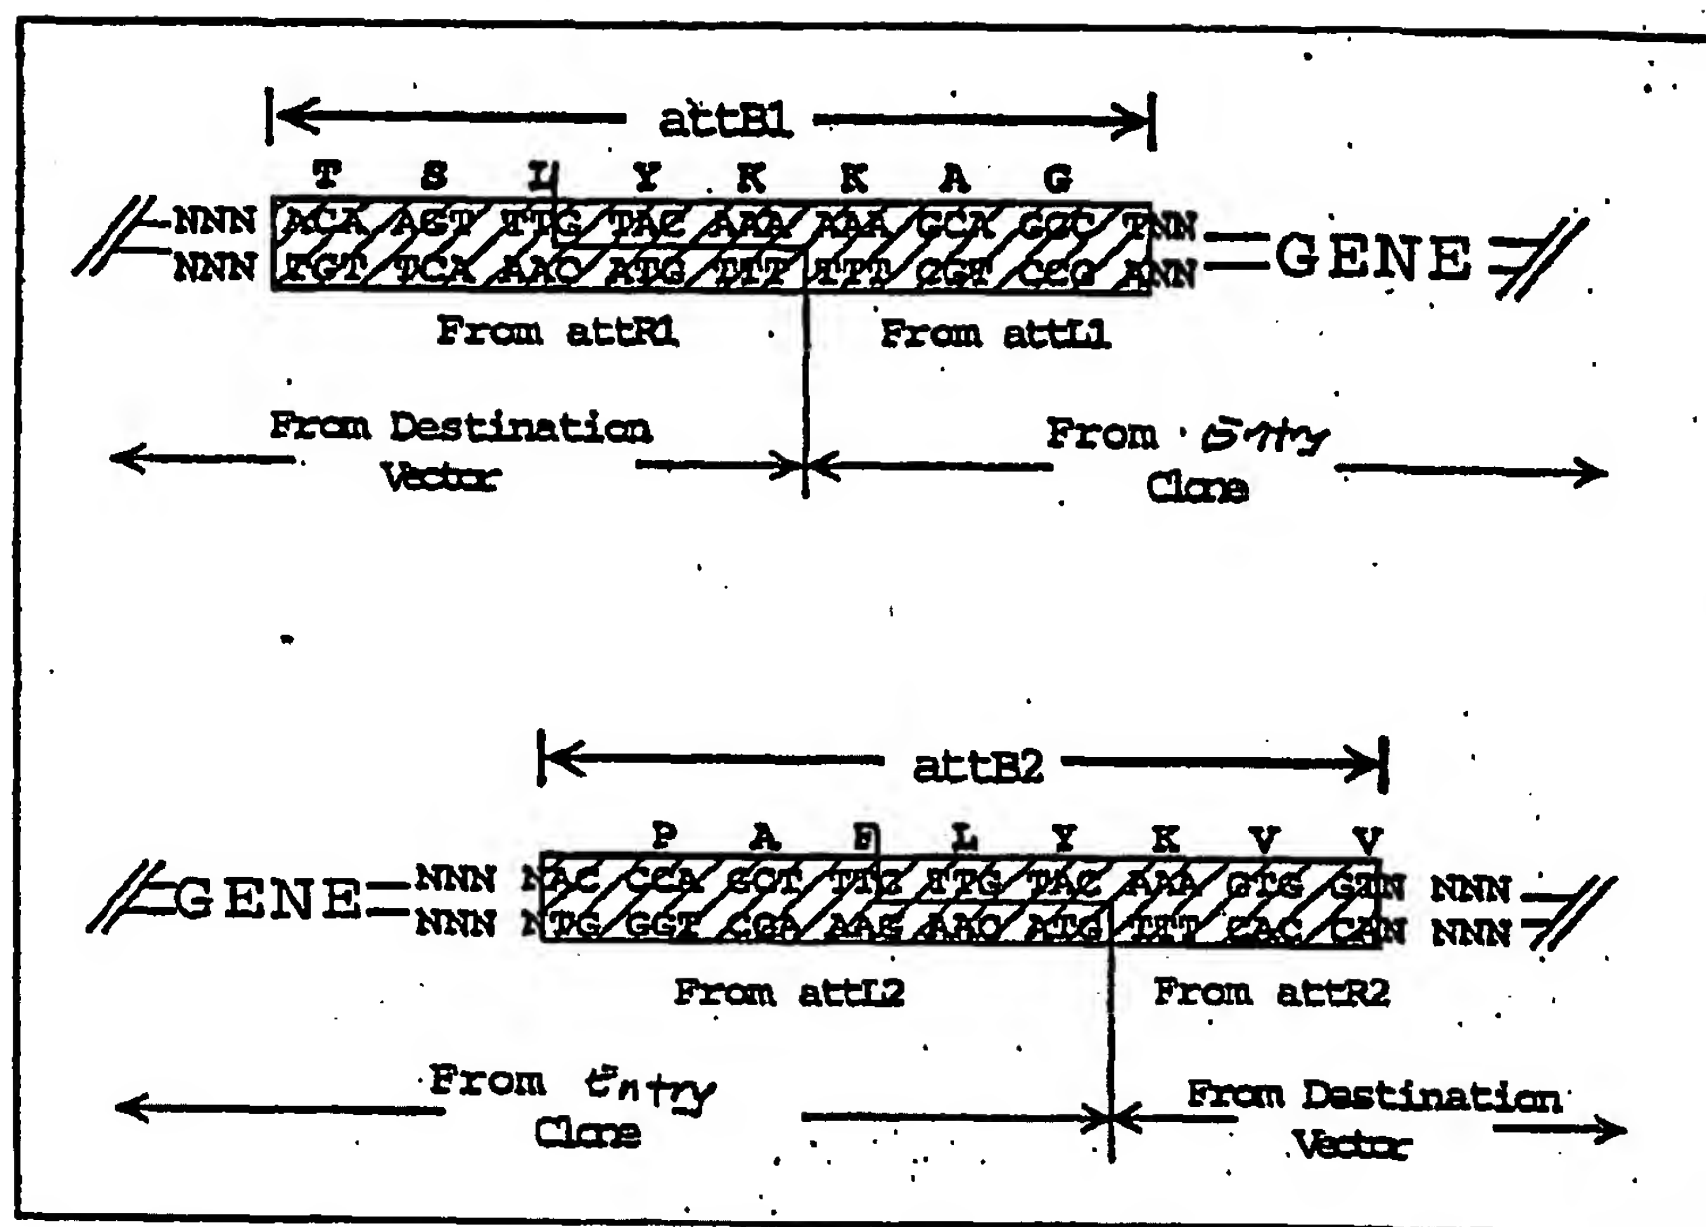 attB1
T S L Y K K A G
NNN ACA AGT TTG TAC AAA AAA GCA GGC TNN GENE
NNN TGT TCA AAC ATG TTT TTT CGT CCG ANN
From attR1 From attL1
From Destination Vector
From Entry Clone
attB2
P A F L Y K V V
GENE NNN NAC CCA GCT TTC TTG TAC AAA GTG GTN NNN
NNN NTG GGT CGA AAG AAC ATG TTT CAC CAN NNN
From attL2 From attR2
From Entry Clone
From Destination Vector